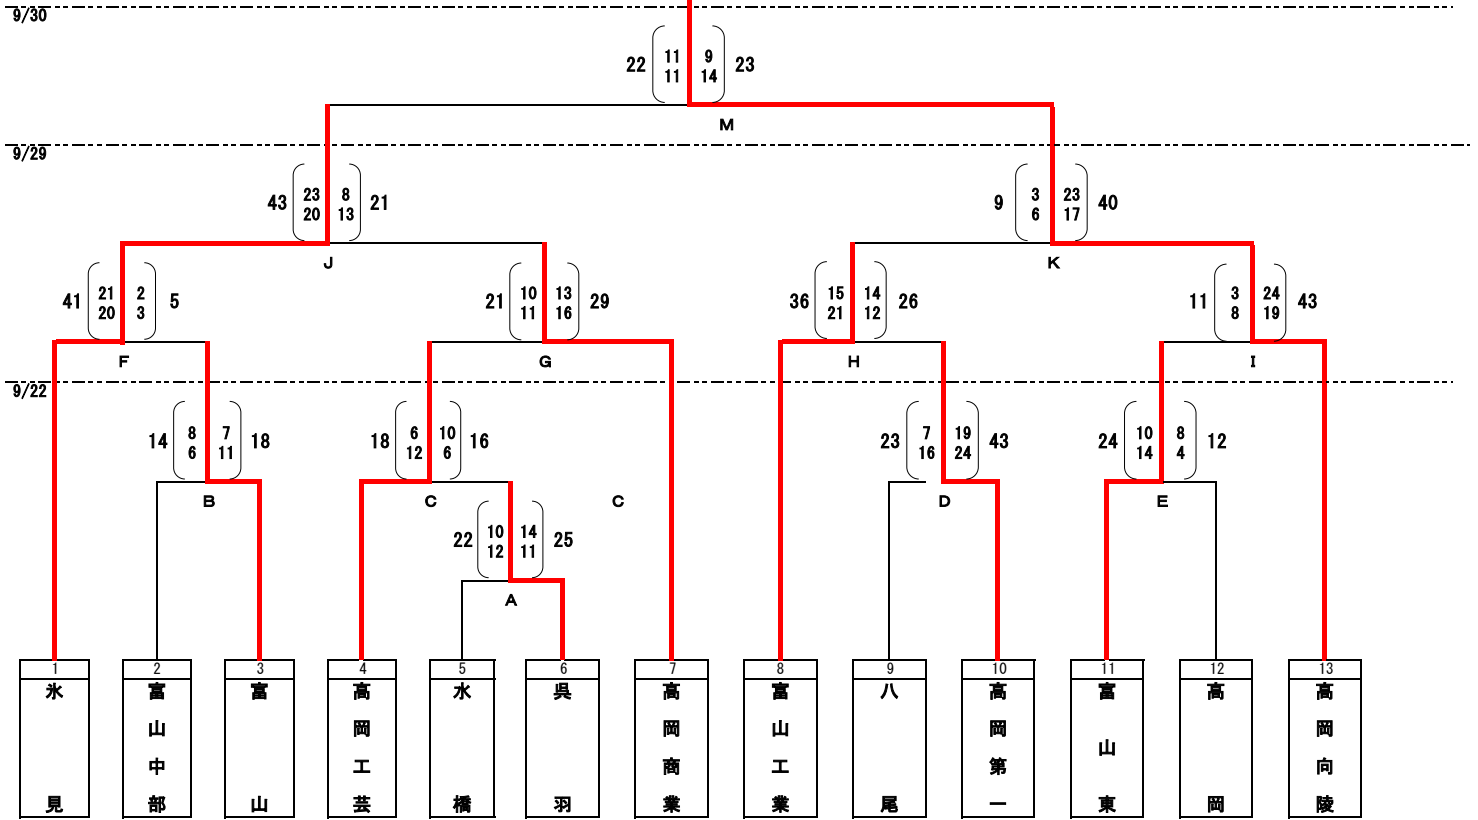 9/30
22 11 9 23
11 14
M
9/29
43 23 8 21
20 13
9 3 23 40
6 17
J
K
41 21 2 5
20 3
21 10 13 29
11 16
36 15 14 26
21 12
11 3 24 43
8 19
F
G
H
I
9/22
14 8 7 18
6 11
18 6 10 16
12 6
23 7 19 43
16 24
24 10 8 12
14 4
B
C
C
D
E
22 10 14 25
12 11
A
1 2 3 4 5 6 7 8 9 10 11 12 13
氷見
富山中部
富山
高岡工芸
水橋
呉羽
高岡商業
富山工業
八尾
高岡第一
富山東
高岡
高岡向陵